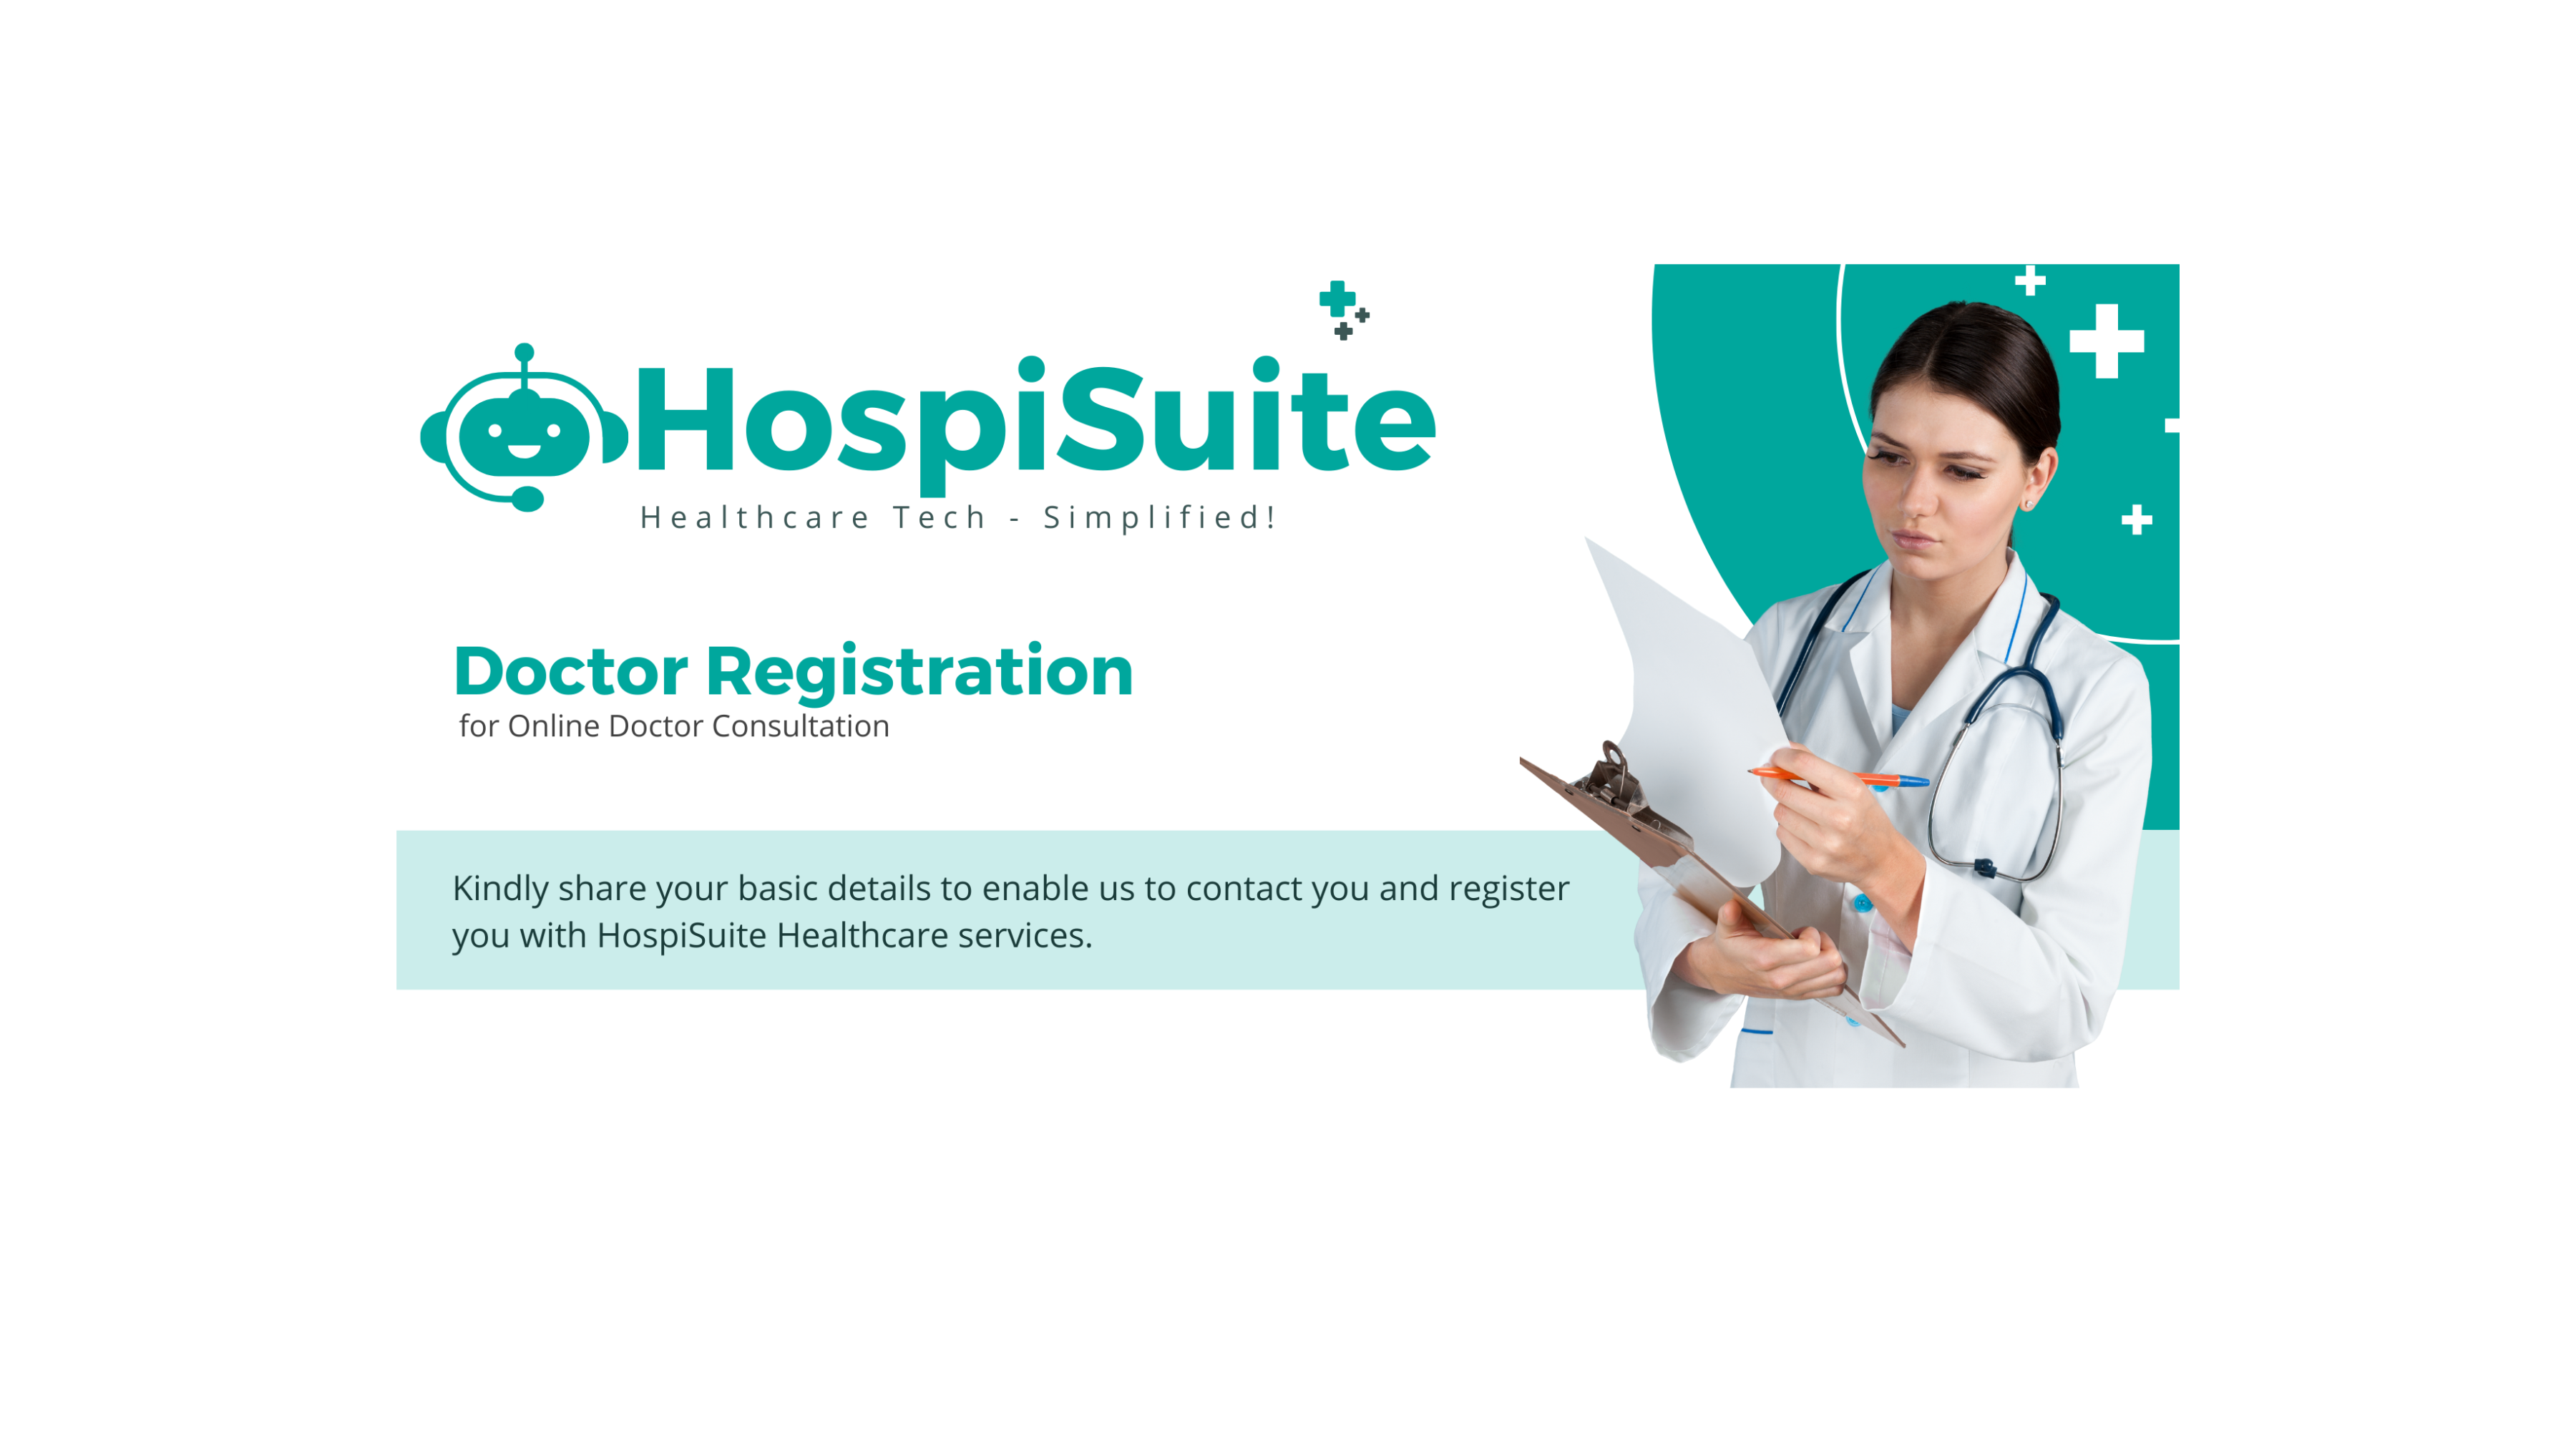 HospiSuite
Healthcare Tech - Simplified!
Doctor Registration
for Online Doctor Consultation
Kindly share your basic details to enable us to contact you and register
you with HospiSuite Healthcare services.